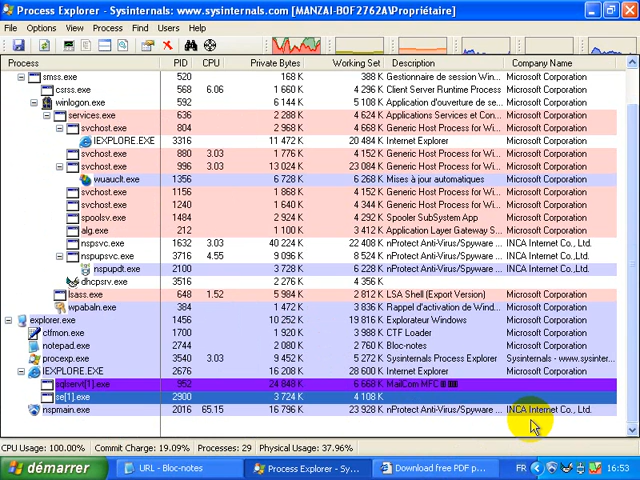 Process Explorer - Sysinternals: www.sysinternals.com [MANZAI-B0F2762A\Propriétaire]
File Options View Process Find Users Help
Process PID CPU Private Bytes Working Set Description Company Name
smss.exe 520 168 K 388 K Gestionnaire de session Win... Microsoft Corporation
csrss.exe 568 6.06 1 660 K 4 296 K Client Server Runtime Process Microsoft Corporation
winlogon.exe 592 6 144 K 5 108 K Application d'ouverture de se... Microsoft Corporation
services.exe 636 2 288 K 4 624 K Applications Services et Con... Microsoft Corporation
svchost.exe 804 2 968 K 4 668 K Generic Host Process for Wi... Microsoft Corporation
IEXPLORE.EXE 3316 11 472 K 20 484 K Internet Explorer Microsoft Corporation
svchost.exe 880 3.03 1 776 K 4 152 K Generic Host Process for Wi... Microsoft Corporation
svchost.exe 996 3.03 13 024 K 23 084 K Generic Host Process for Wi... Microsoft Corporation
wuauclt.exe 1356 6 728 K 6 268 K Mises à jour automatiques Microsoft Corporation
svchost.exe 1156 1 868 K 4 152 K Generic Host Process for Wi... Microsoft Corporation
svchost.exe 1240 1 640 K 4 344 K Generic Host Process for Wi... Microsoft Corporation
spoolsv.exe 1484 2 924 K 4 252 K Spooler SubSystem App Microsoft Corporation
alg.exe 212 1 100 K 3 412 K Application Layer Gateway S... Microsoft Corporation
nspsvc.exe 1632 3.03 40 224 K 22 408 K nProtect Anti-Virus/Spyware ... INCA Internet Co., Ltd.
nspupsvc.exe 3716 4.55 9 096 K 8 524 K nProtect Anti-Virus/Spyware ... INCA Internet Co., Ltd.
nspupdt.exe 2100 3 728 K 6 228 K nProtect Anti-Virus/Spyware ... INCA Internet Co., Ltd.
dhcpsrv.exe 3516 2 276 K 4 356 K
lsass.exe 648 1.52 5 984 K 2 812 K LSA Shell (Export Version) Microsoft Corporation
wpabaln.exe 384 1 472 K 3 836 K Rappel d'activation de Wind... Microsoft Corporation
explorer.exe 1456 10 252 K 19 816 K Explorateur Windows Microsoft Corporation
ctfmon.exe 1700 1 920 K 2 248 K CTF Loader Microsoft Corporation
notepad.exe 2144 2 388 K 2 988 K Bloc-notes Microsoft Corporation
procexp.exe 3540 3.03 9 452 K 5 272 K Sysinternals Process Explorer Sysinternals - www.sysinter...
IEXPLORE.EXE 2068 16 208 K 28 600 K Internet Explorer Microsoft Corporation
sqlservt[1].exe 952 24 848 K 6 668 K MailCom MFC
se[1].exe 2900 3 724 K 4 108 K
nspmain.exe 2016 65.15 16 796 K 23 928 K nProtect Anti-Virus/Spyware ... INCA Internet Co., Ltd.
CPU Usage: 100.00% Commit Charge: 19.09% Processes: 29 Physical Usage: 37.96%
démarrer URL - Bloc-notes Process Explorer - Sy... Download free PDF p... FR 16:53